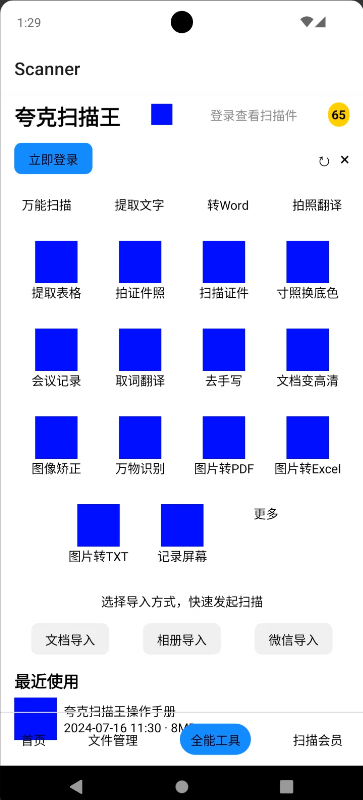 1:29
Scanner
夸克扫描王 登录查看扫描件 65
立即登录 ↻ ×
万能扫描 提取文字 转Word 拍照翻译
提取表格 拍证件照 扫描证件 寸照换底色
会议记录 取词翻译 去手写 文档变高清
图像矫正 万物识别 图片转PDF 图片转Excel
图片转TXT 记录屏幕 更多
选择导入方式，快速发起扫描
文档导入 相册导入 微信导入
最近使用
夸克扫描王操作手册
2024-07-16 11:30 · 8M
首页 文件管理 全能工具 扫描会员